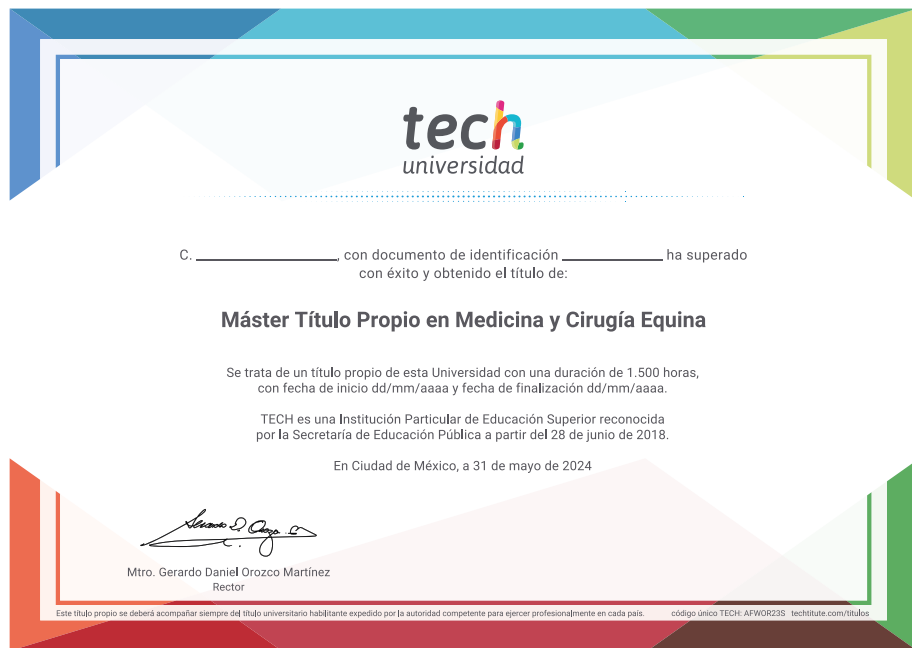 tech
universidad
C. ____________, con documento de identificación ____________ ha superado
con éxito y obtenido el título de:
Máster Título Propio en Medicina y Cirugía Equina
Se trata de un título propio de esta Universidad con una duración de 1.500 horas,
con fecha de inicio dd/mm/aaaa y fecha de finalización dd/mm/aaaa.
TECH es una Institución Particular de Educación Superior reconocida
por la Secretaría de Educación Pública a partir del 28 de junio de 2018.
En Ciudad de México, a 31 de mayo de 2024
Mtro. Gerardo Daniel Orozco Martínez
Rector
Este título propio se deberá acompañar siempre del título universitario habilitante expedido por la autoridad competente para ejercer profesionalmente en cada país. código único TECH: AFWOR23S techtitute.com/titulos